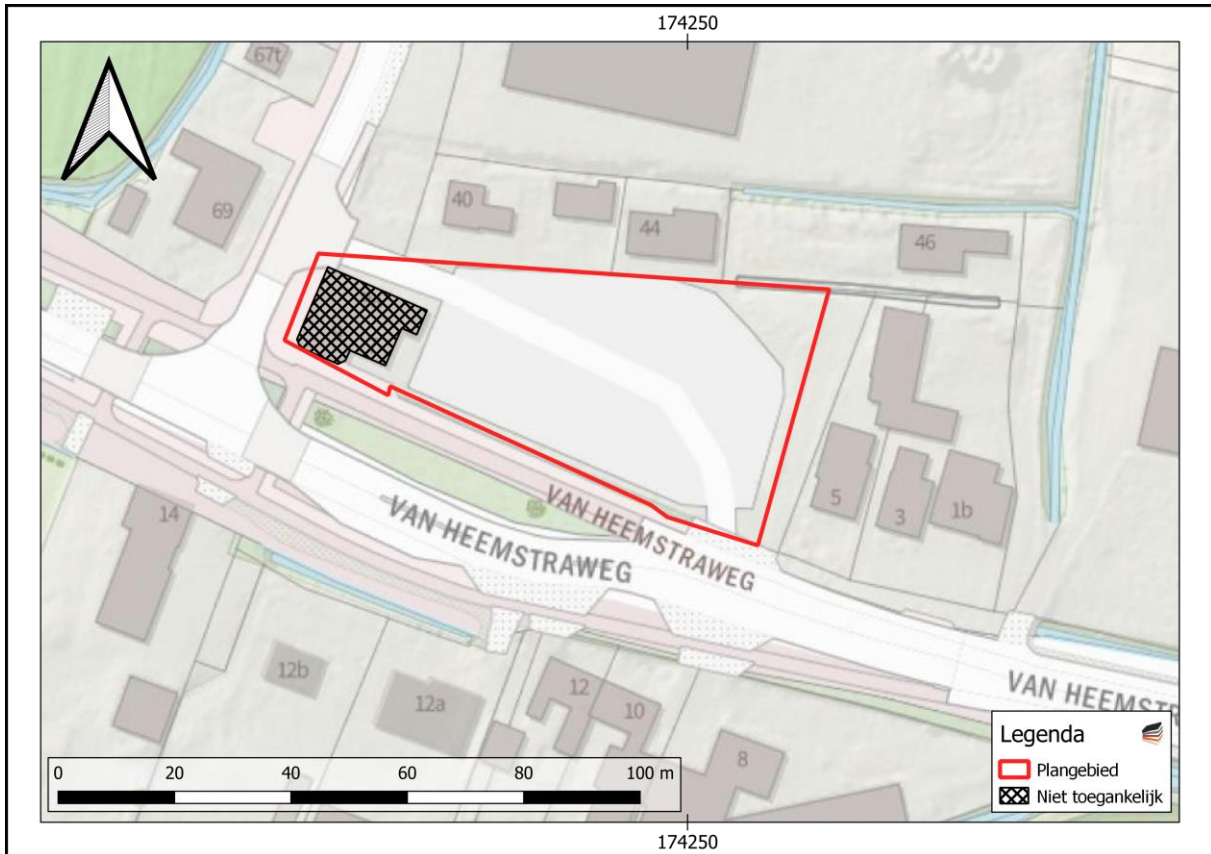 174250
67t
69
40
44
46
5
3
1b
14
VAN HEEMSTRAWEG
VAN HEEMSTRAWEG
12b
12a
12
10
8
VAN HEEMSTR
Legenda
Plangebied
Niet toegankelijk
0 20 40 60 80 100 m
174250